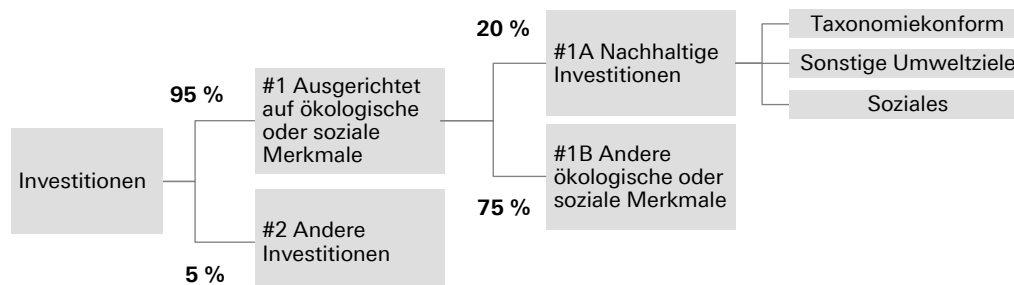 Investitionen
95 %
#1 Ausgerichtet
auf ökologische
oder soziale
Merkmale
5 %
#2 Andere
Investitionen
20 %
#1A Nachhaltige
Investitionen
75 %
#1B Andere
ökologische oder
soziale Merkmale
Taxonomiekonform
Sonstige Umweltziele
Soziales